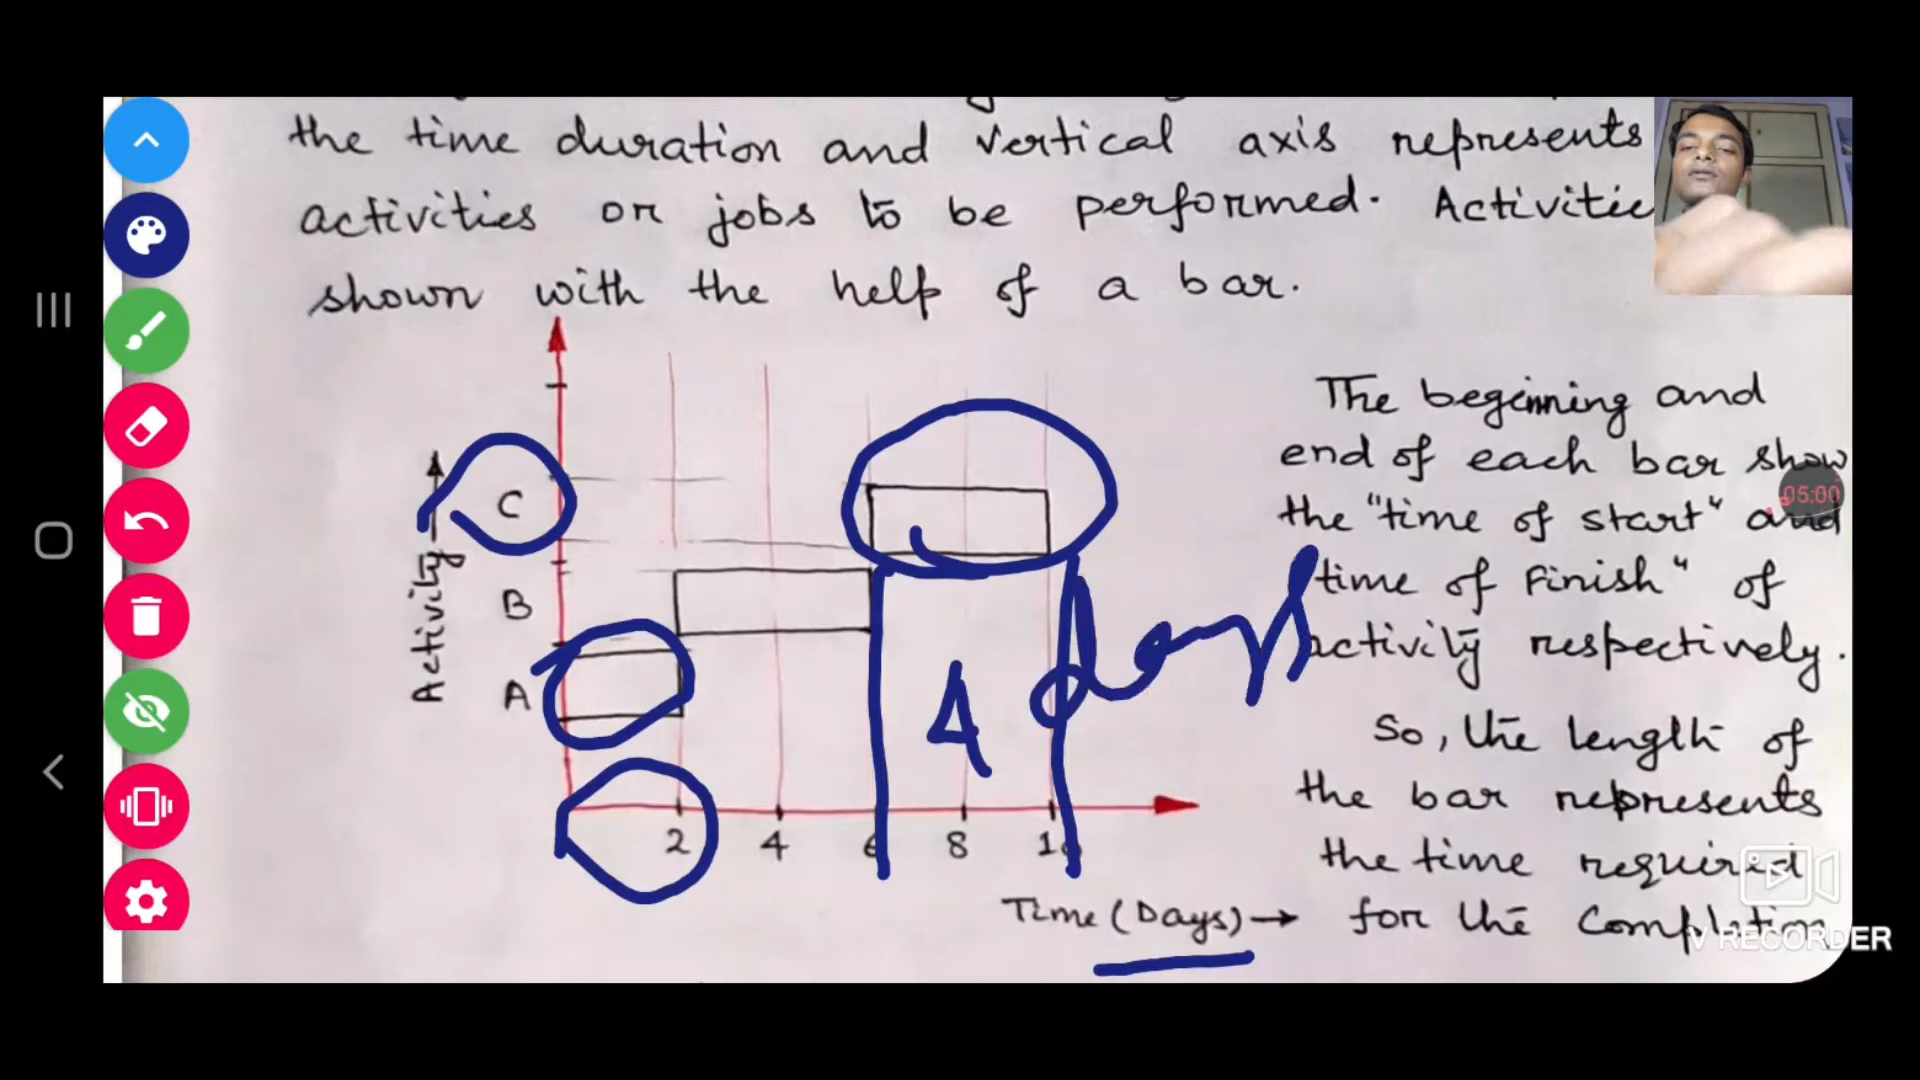 the time duration and vertical axis represents
activities or jobs to be performed. Activitie
shown with the help of a bar.
The beginning and
end of each bar show
the "time of start" and
time of Finish" of
activity respectively.
So, the length of
the bar represents
the time required
for the Completion
Activity
C
B
A
4 days
2 4 6 8 10
Time (Days)
05:00
V RECORDER